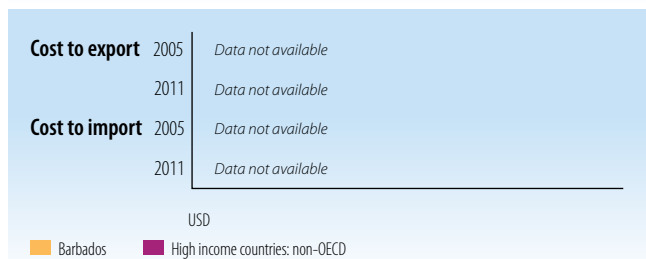 Cost to export 2005 Data not available
2011 Data not available
Cost to import 2005 Data not available
2011 Data not available
USD
Barbados High income countries: non-OECD